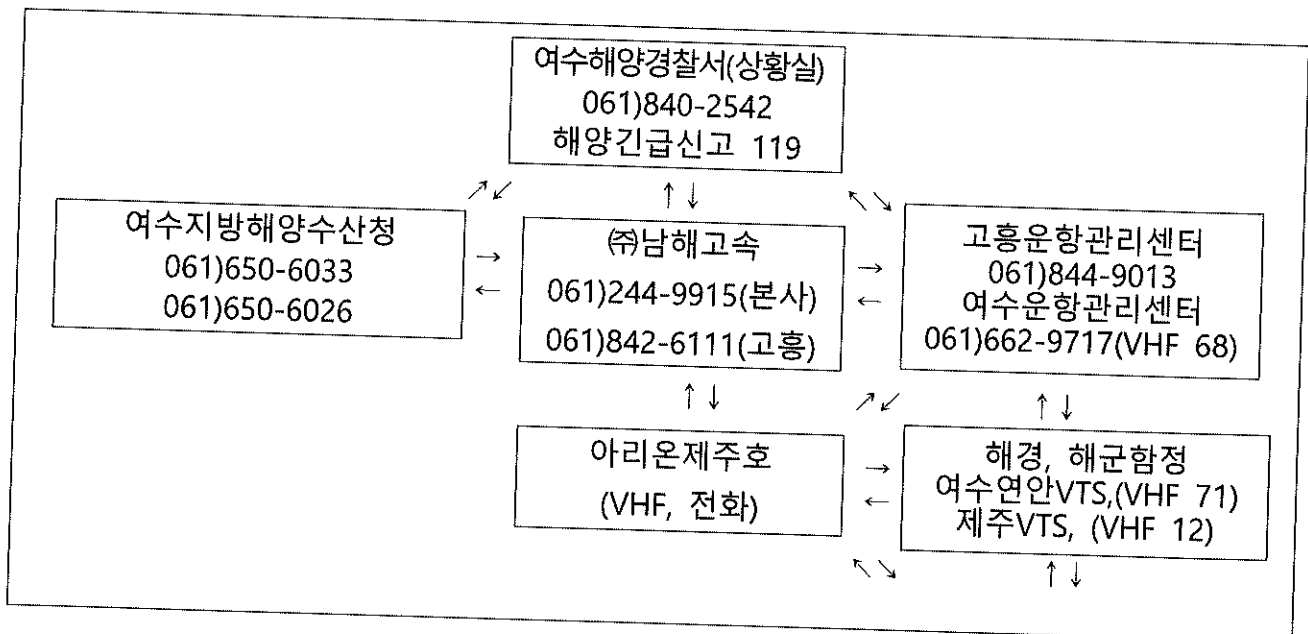 여수해양경찰서(상황실)
061)840-2542
해양긴급신고 119
↗↙ ↑↓ ↖↘
여수지방해양수산청
061)650-6033
061)650-6026
→
←
㈜남해고속
061)244-9915(본사)
061)842-6111(고흥)
→
←
고흥운항관리센터
061)844-9013
여수운항관리센터
061)662-9717(VHF 68)
↑↓ ↗↙ ↑↓
아리온제주호
(VHF, 전화)
→
←
해경, 해군함정
여수연안VTS,(VHF 71)
제주VTS, (VHF 12)
↖↘ ↑↓